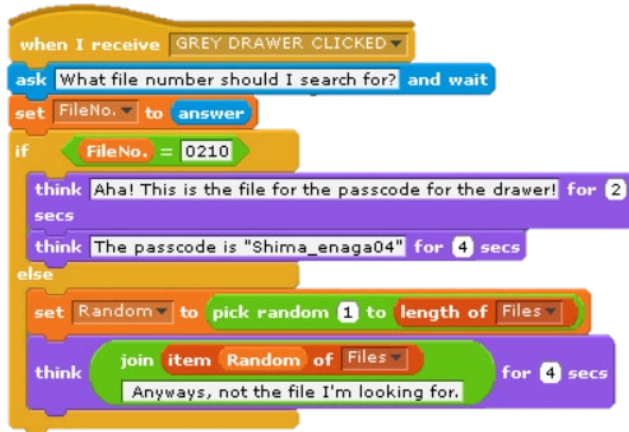 when I receive GREY DRAWER CLICKED
ask What file number should I search for? and wait
set FileNo. to answer
if FileNo. = 0210
think Aha! This is the file for the passcode for the drawer! for 2
secs
think The passcode is "Shima_enaga04" for 4 secs
else
set Random to pick random 1 to length of Files
think join item Random of Files
Anyways, not the file I'm looking for. for 4 secs